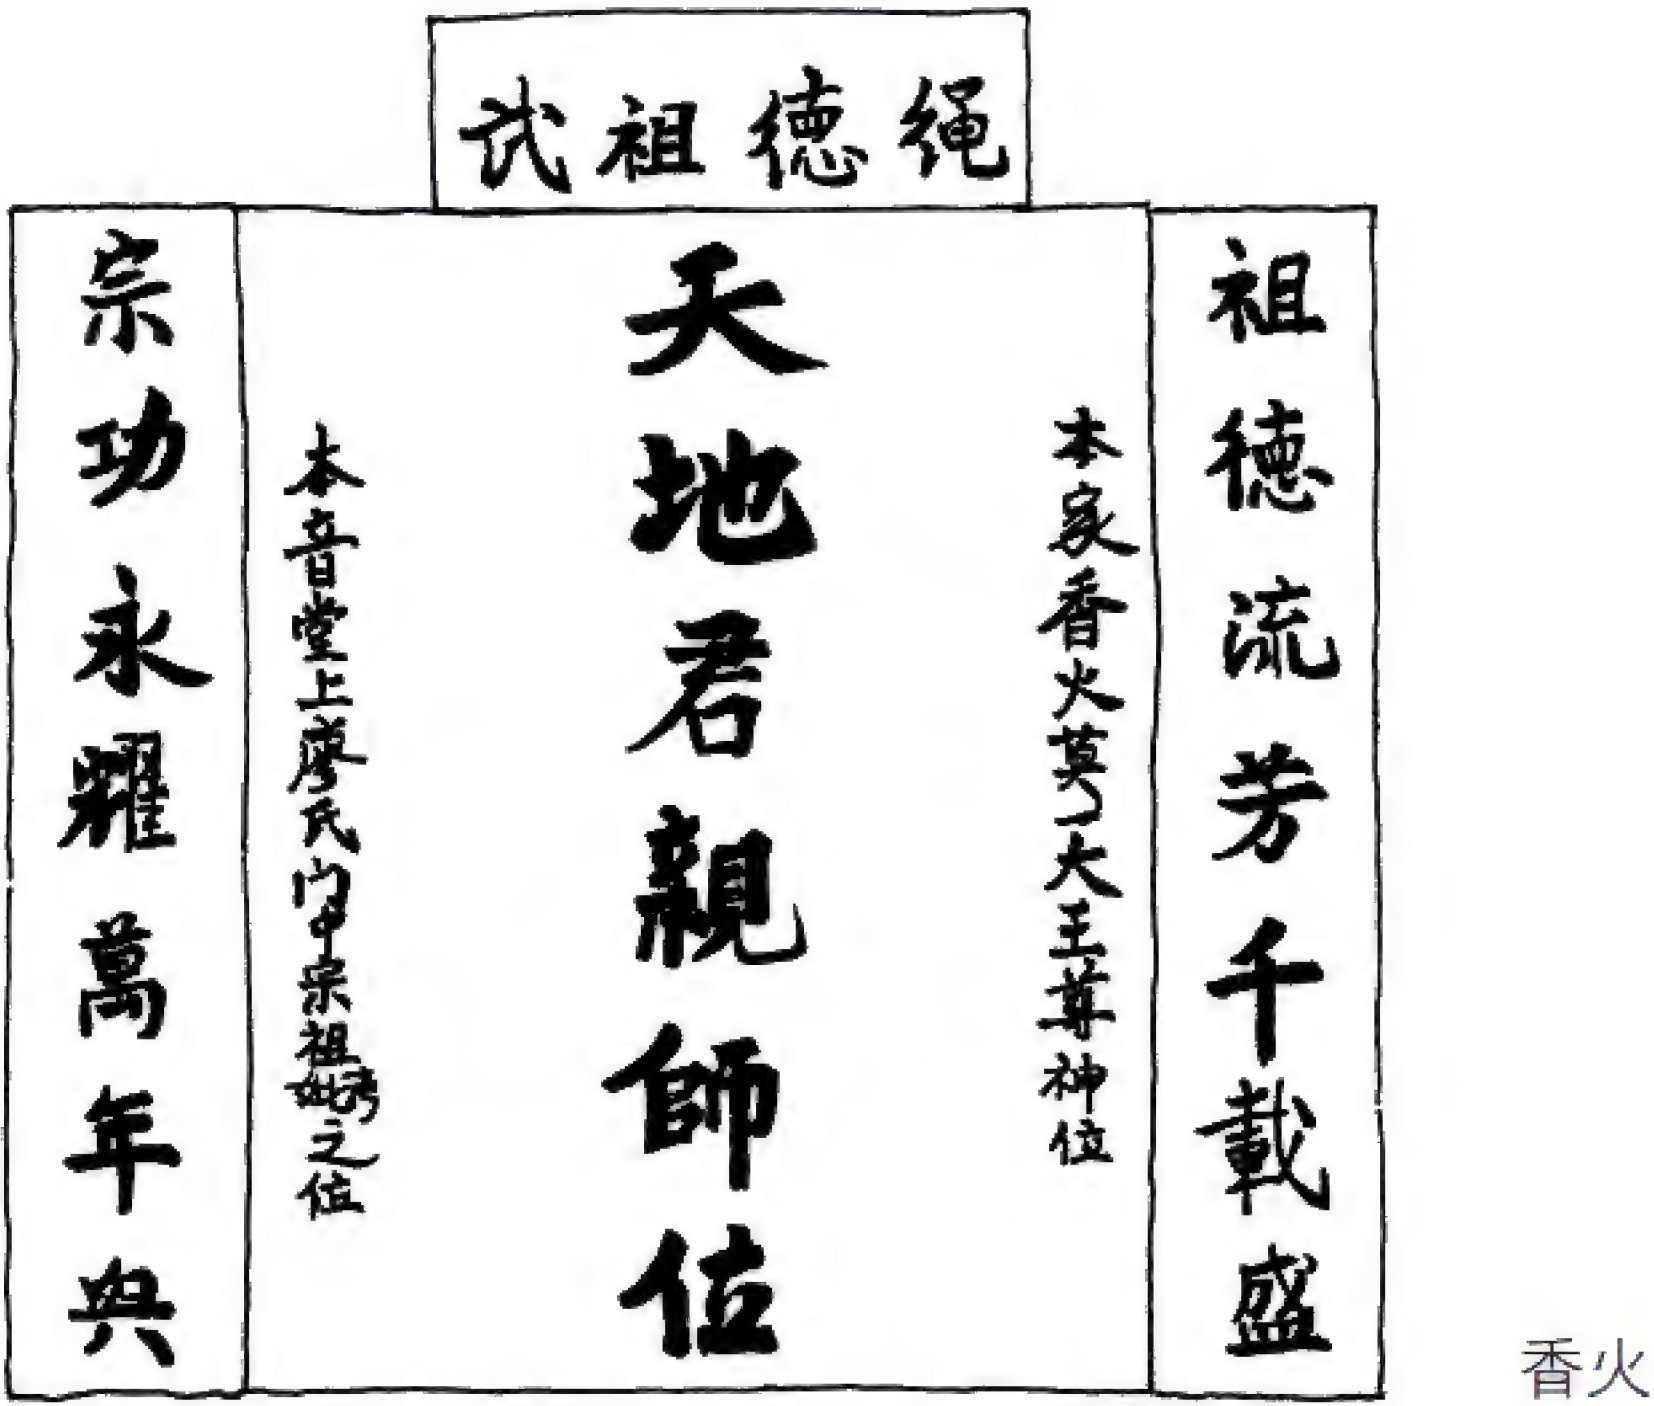 绳德祖武
祖德流芳千載盛
本家香火莫一大王尊神位
天地君親師位
本音堂上廖氏门中宗祖考妣之位
宗功永耀萬年興
香火